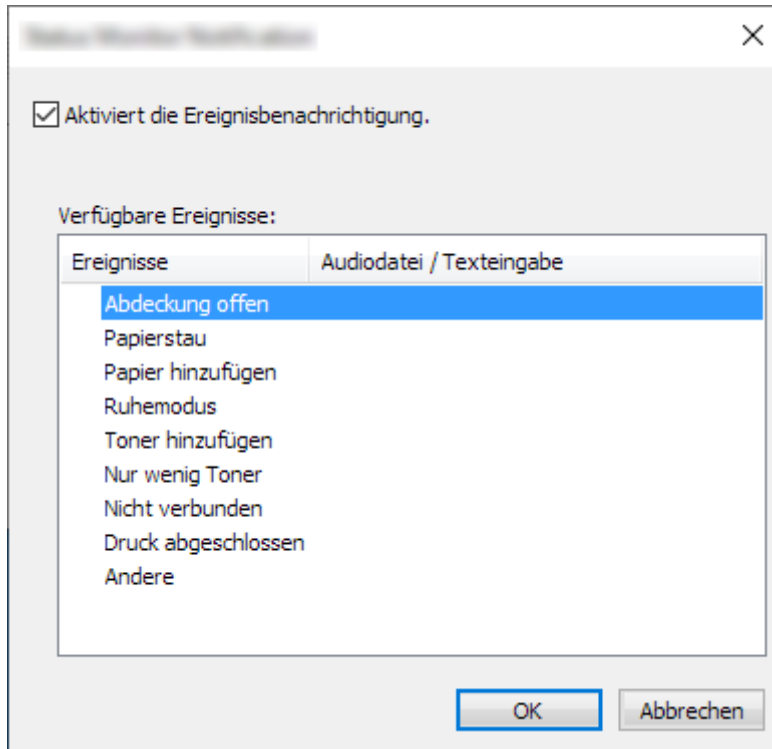 Aktiviert die Ereignisbenachrichtigung.
Verfügbare Ereignisse:
Ereignisse Audiodatei / Texteingabe
Abdeckung offen
Papierstau
Papier hinzufügen
Ruhemodus
Toner hinzufügen
Nur wenig Toner
Nicht verbunden
Druck abgeschlossen
Andere
OK Abbrechen